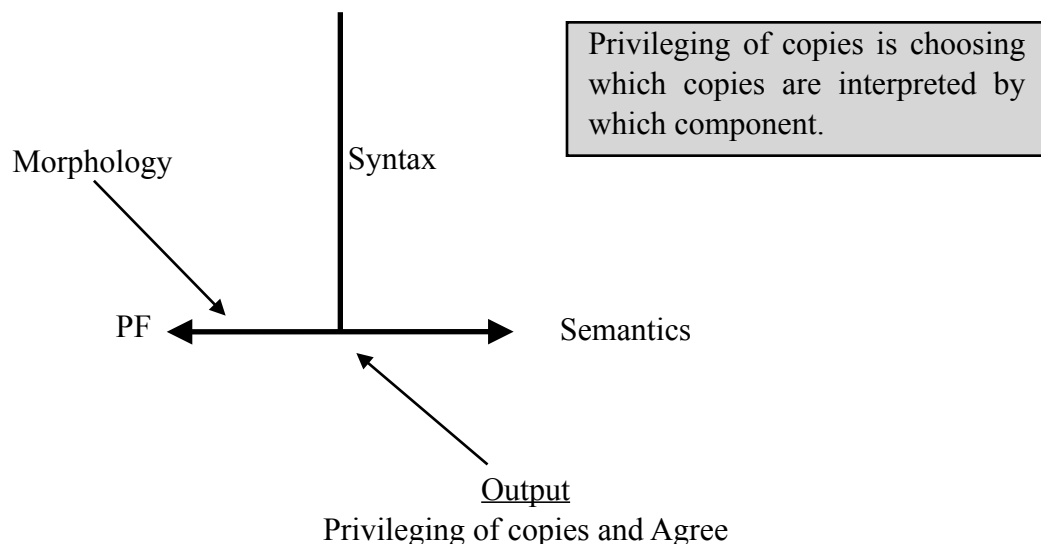 Privileging of copies is choosing
which copies are interpreted by
which component.
Morphology
Syntax
PF
Semantics
Output
Privileging of copies and Agree